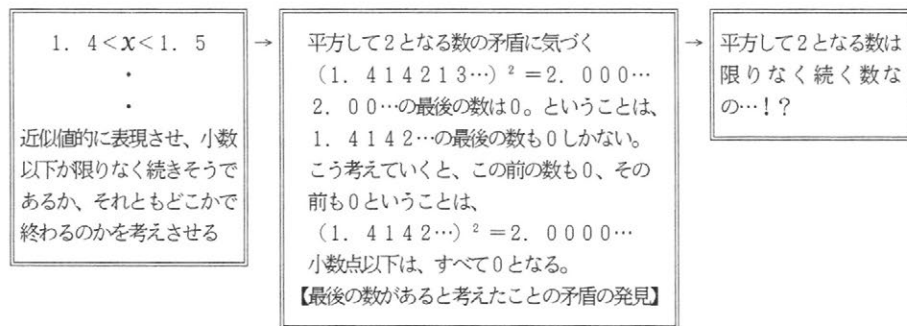 1．4＜x＜1．5
・
・
近似値的に表現させ、小数
以下が限りなく続きそうで
あるか、それともどこかで
終わるのかを考えさせる
→
平方して2となる数の矛盾に気づく
（1．414213…）²＝2．000…
2．00…の最後の数は0。ということは、
1．4142…の最後の数も0しかない。
こう考えていくと、この前の数も0、その
前も0ということは、
（1．4142…）²＝2．0000…
小数点以下は、すべて0となる。
【最後の数があると考えたことの矛盾の発見】
→
平方して2となる数は
限りなく続く数な
の…！？